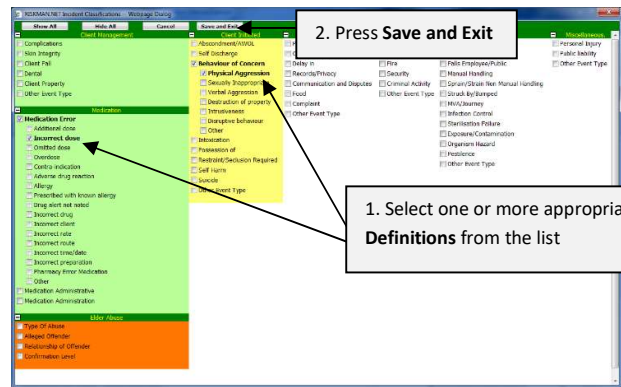 RISKMAN.NET Incident Classifications -- Webpage Dialog
Show All Hide All Cancel Save and Exit
2. Press Save and Exit
Client Management
Complications
Skin Integrity
Client Fall
Dental
Client Property
Other Event Type
Medication
Medication Error
Additional dose
Incorrect dose
Omitted dose
Overdose
Contra-indication
Adverse drug reaction
Allergy
Prescribed with known allergy
Drug alert not noted
Incorrect drug
Incorrect client
Incorrect rate
Incorrect route
Incorrect time/date
Incorrect preparation
Pharmacy Error Medication
Other
Medication Administrative
Medication Administration
Elder Abuse
Type Of Abuse
Alleged Offender
Relationship of Offender
Confirmation Level
Client Initiated
Abscondment/AWOL
Self Discharge
Behaviour of Concern
Physical Aggression
Sexually Inappropria
Verbal Aggression
Destruction of property
Intrusiveness
Disruptive behaviour
Other
Intoxication
Possession of
Restraint/Seclusion Required
Self Harm
Suicide
Other Event Type
Delay in
Records/Privacy
Communication and Disputes
Food
Complaint
Other Event Type
Fire
Security
Criminal Activity
Other Event Type
Falls Employee/Public
Manual Handling
Sprain/Strain Non Manual Handling
Struck By/Bumped
MVA/Journey
Infection Control
Sterilisation Failure
Exposure/Contamination
Organism Hazard
Pestilence
Other Event Type
Miscellaneous
Personal Injury
Public liability
Other Event Type
1. Select one or more appropria
Definitions from the list